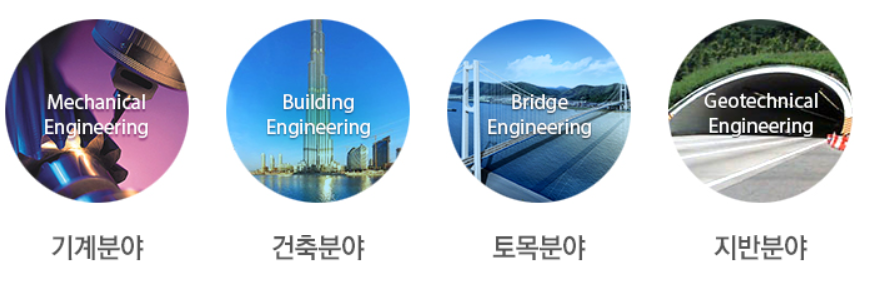 Mechanical
Engineering
Building
Engineering
Bridge
Engineering
Geotechnical
Engineering
기계분야
건축분야
토목분야
지반분야